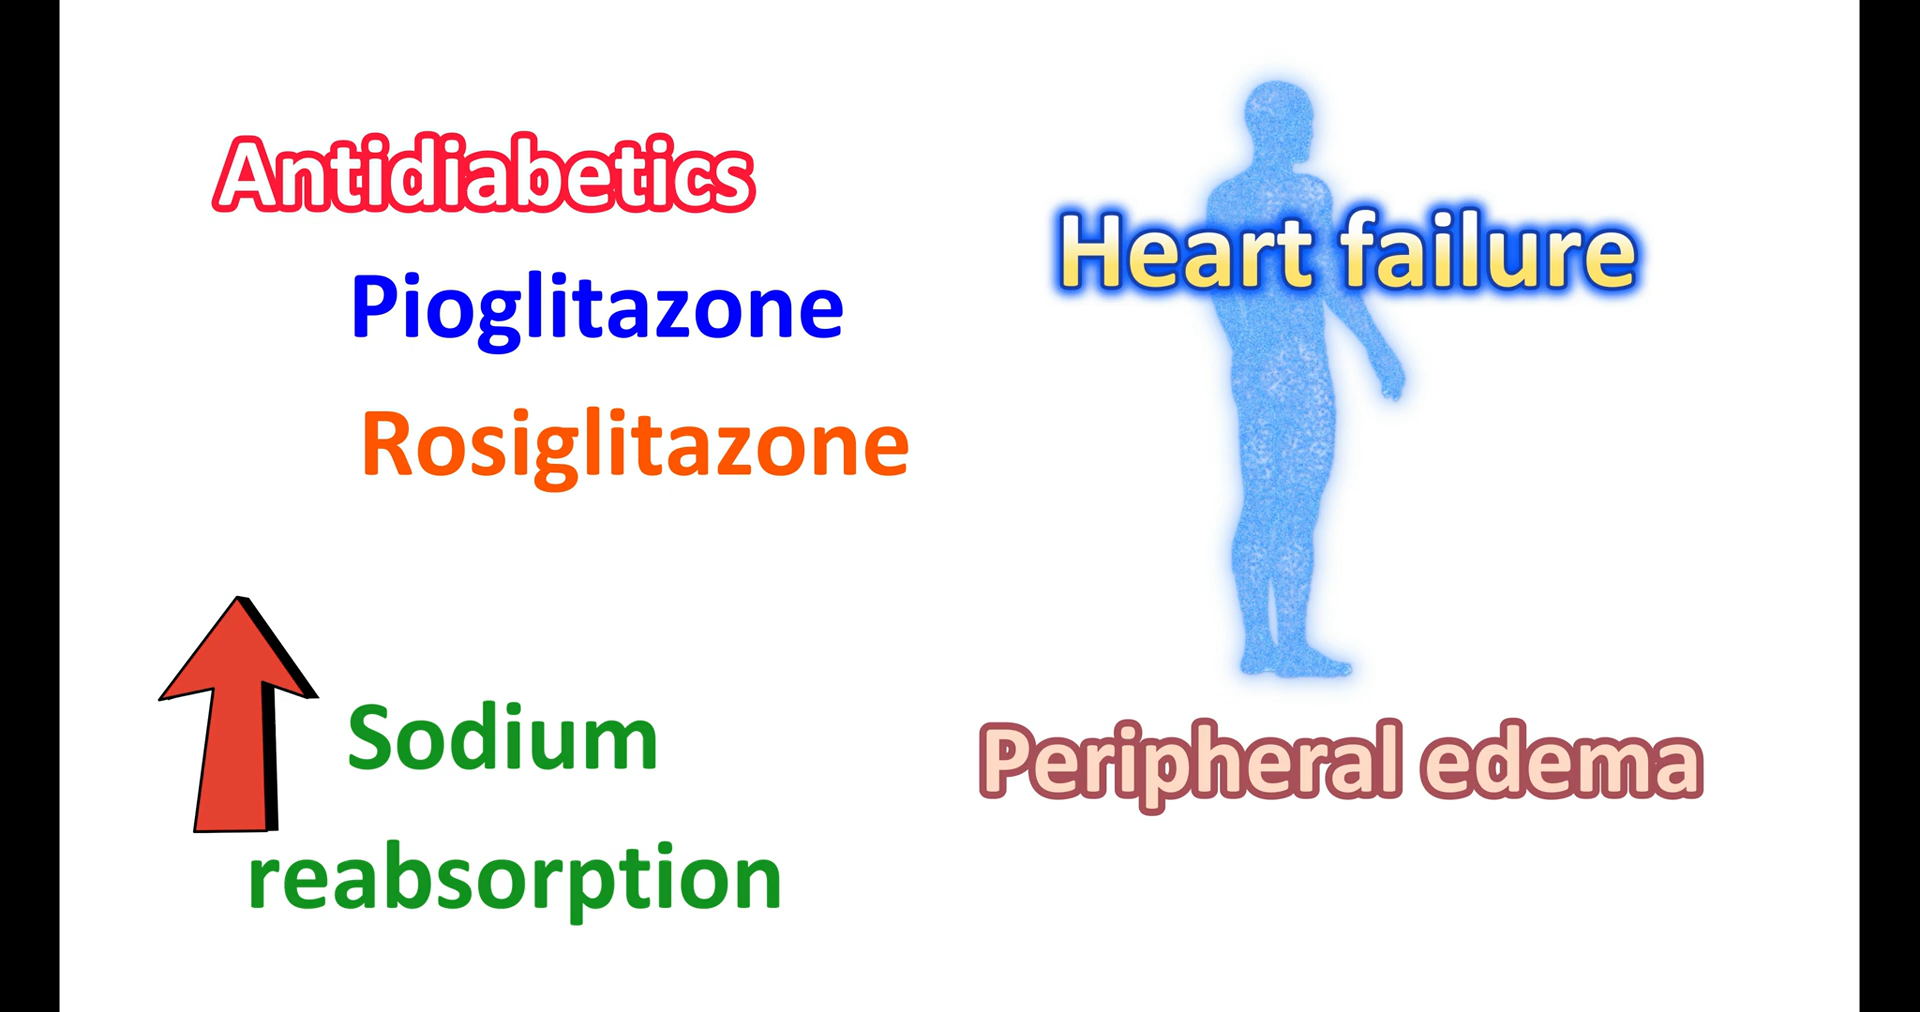 Antidiabetics
Pioglitazone
Rosiglitazone
Sodium
reabsorption
Heart failure
Peripheral edema